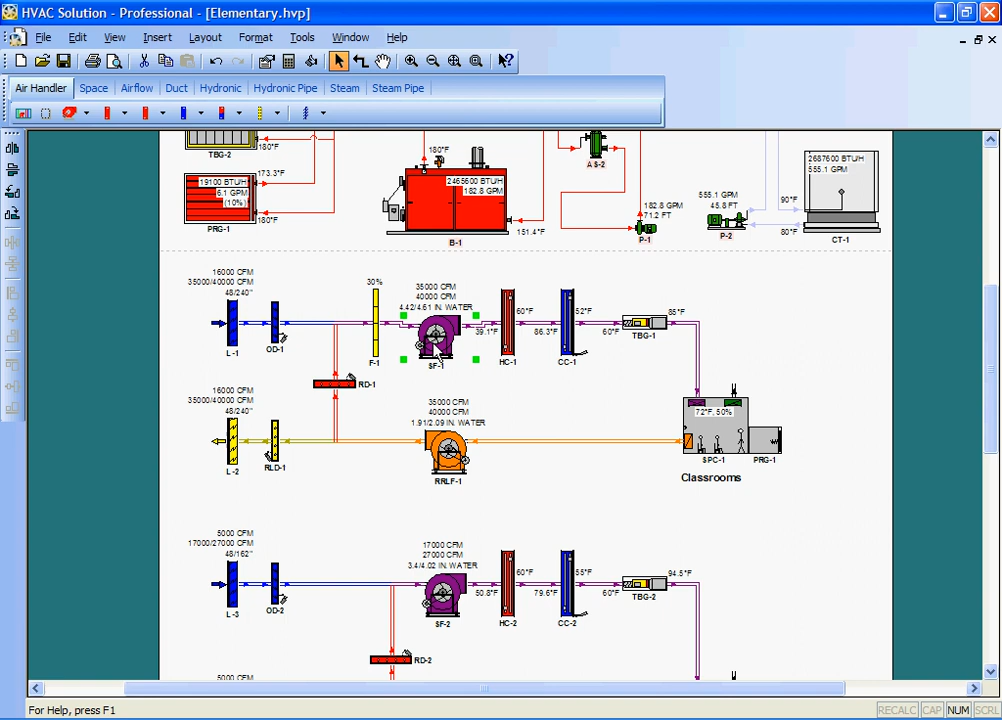 HVAC Solution - Professional - [Elementary.hvp]
File Edit View Insert Layout Format Tools Window Help
Air Handler Space Airflow Duct Hydronic Hydronic Pipe Steam Steam Pipe
180°F
TBG-2
173.3°F
19100 BTUH
6.1 GPM
(10%)
180°F
PRG-1
180°F
2465600 BTUH
182.8 GPM
151.4°F
B-1
AS-2
182.8 GPM
71.2 FT
P-1
555.1 GPM
45.8 FT
P-2
90°F
80°F
2687600 BTUH
555.1 GPM
CT-1
16000 CFM
35000/40000 CFM
48/240"
L-1
OD-1
30%
F-1
35000 CFM
40000 CFM
4.42/4.61 IN. WATER
SF-1
39.1°F
60°F
HC-1
86.3°F
52°F
CC-1
60°F
TBG-1
85°F
RD-1
16000 CFM
35000/40000 CFM
48/240"
L-2
RLD-1
35000 CFM
40000 CFM
1.91/2.09 IN. WATER
RRLF-1
72°F, 50%
SPC-1
PRG-1
Classrooms
5000 CFM
17000/27000 CFM
48/162"
L-3
OD-2
17000 CFM
27000 CFM
3.4/4.02 IN. WATER
SF-2
50.8°F
60°F
HC-2
79.6°F
55°F
CC-2
60°F
TBG-2
94.5°F
RD-2
5000 CFM
For Help, press F1
RECALC CAP NUM SCRL